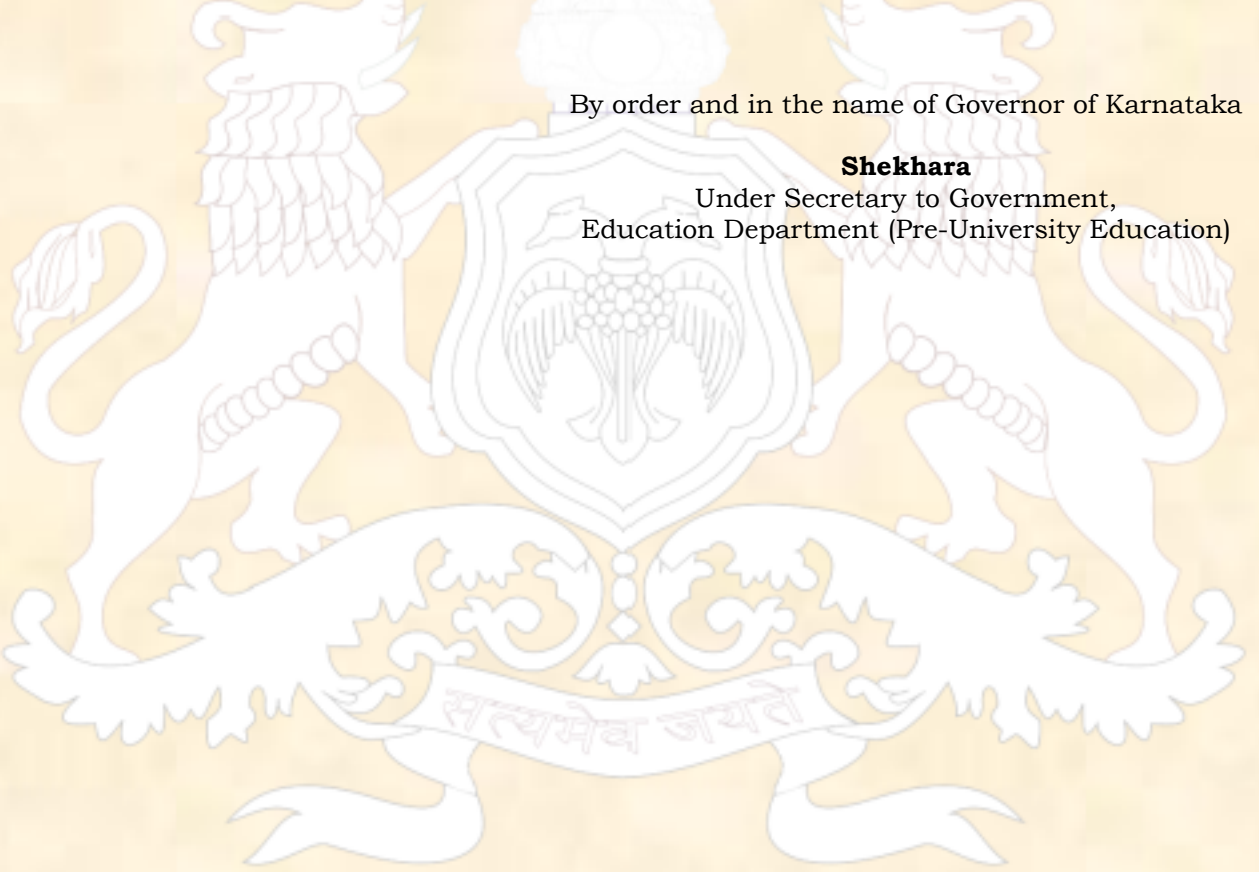 By order and in the name of Governor of Karnataka
Shekhara
Under Secretary to Government,
Education Department (Pre-University Education)
सत्यमेव जयते